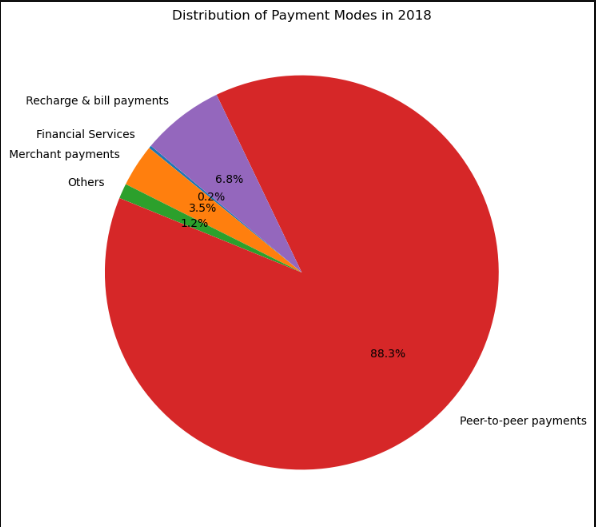 Distribution of Payment Modes in 2018
Recharge & bill payments
Financial Services
Merchant payments
Others
6.8%
0.2%
3.5%
1.2%
88.3%
Peer-to-peer payments